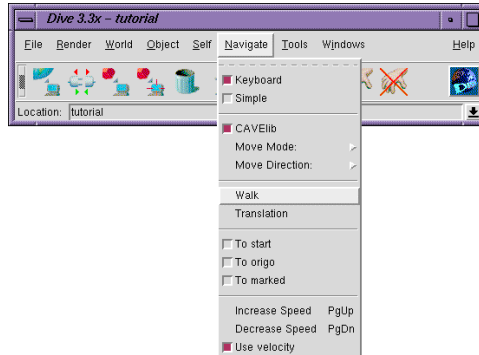 Dive 3.3x – tutorial
File Render World Object Self Navigate Tools Windows Help
Location: tutorial
Keyboard
Simple
CAVElib
Move Mode:
Move Direction:
Walk
Translation
To start
To origo
To marked
Increase Speed PgUp
Decrease Speed PgDn
Use velocity